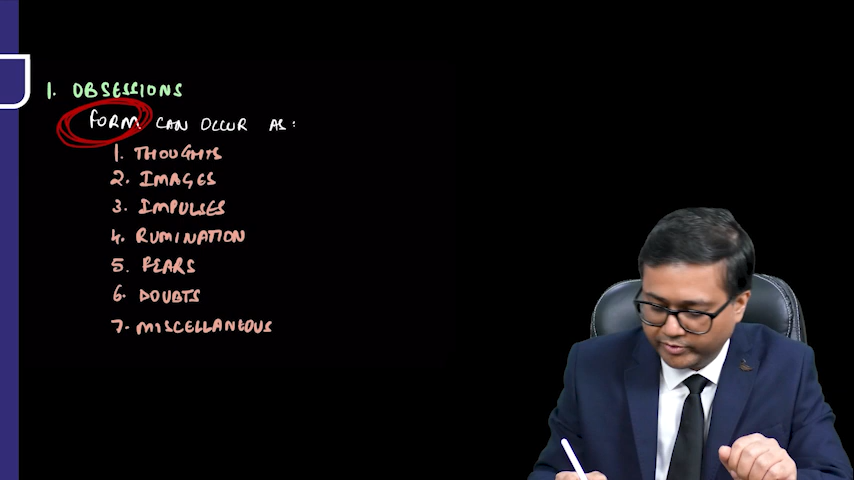 1. OBSESSIONS
FORM CAN OCCUR AS:
1. THOUGHTS
2. IMAGES
3. IMPULSES
4. RUMINATION
5. FEARS
6. DOUBTS
7. MISCELLANEOUS